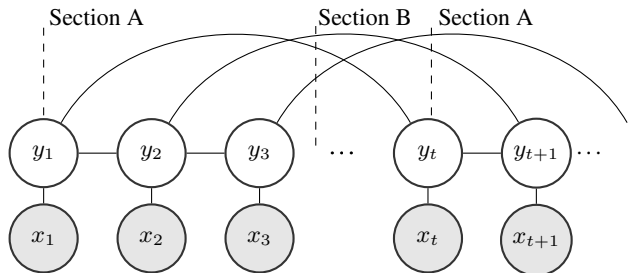 Section A Section B Section A
y₁ y₂ y₃ ... yₜ yₜ₊₁ ...
x₁ x₂ x₃ xₜ xₜ₊₁